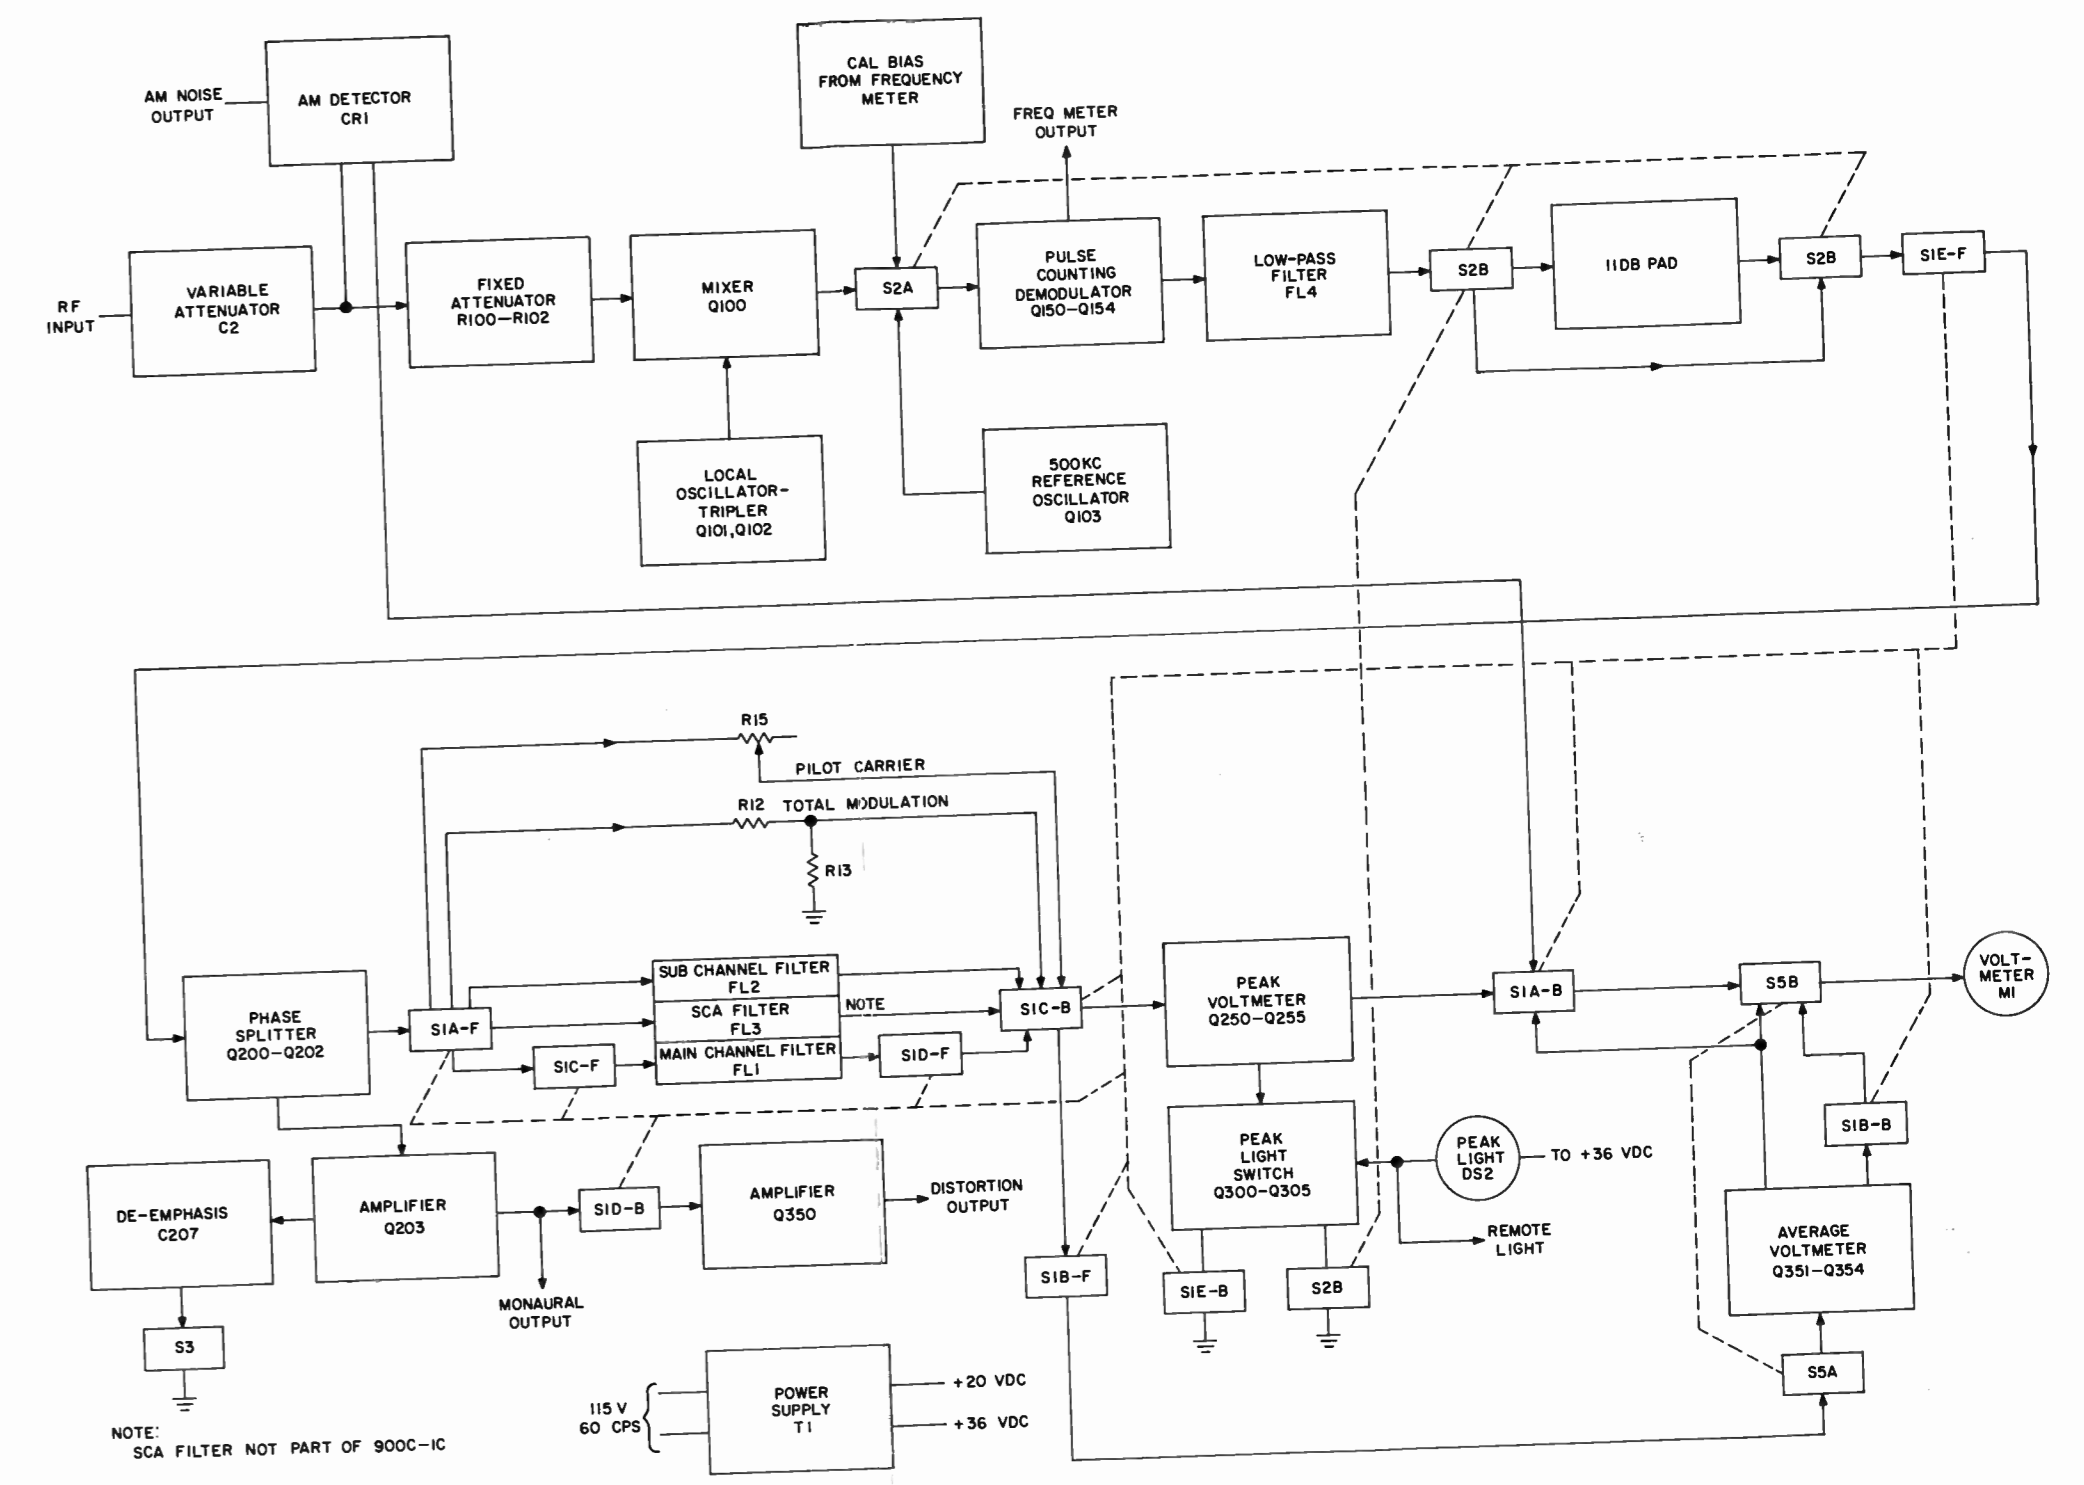 CAL BIAS
FROM FREQUENCY
METER
AM NOISE
OUTPUT
AM DETECTOR
CR1
FREQ METER
OUTPUT
RF
INPUT
VARIABLE
ATTENUATOR
C2
FIXED
ATTENUATOR
R100-R102
MIXER
Q100
S2A
PULSE
COUNTING
DEMODULATOR
Q150-Q154
LOW-PASS
FILTER
FL4
S2B
11DB PAD
S2B
S1E-F
LOCAL
OSCILLATOR-
TRIPLER
Q101,Q102
500KC
REFERENCE
OSCILLATOR
Q103
R15
PILOT CARRIER
R12 TOTAL MODULATION
R13
PHASE
SPLITTER
Q200-Q202
S1A-F
SUB CHANNEL FILTER
FL2
SCA FILTER
FL3
NOTE
MAIN CHANNEL FILTER
FL1
S1C-F
S1D-F
S1C-B
PEAK
VOLTMETER
Q250-Q255
S1A-B
S5B
VOLT-
METER
M1
S1B-B
DE-EMPHASIS
C207
AMPLIFIER
Q203
S1D-B
AMPLIFIER
Q350
DISTORTION
OUTPUT
MONAURAL
OUTPUT
PEAK
LIGHT
SWITCH
Q300-Q305
PEAK
LIGHT
DS2
TO +36 VDC
REMOTE
LIGHT
AVERAGE
VOLTMETER
Q351-Q354
S1B-F
S1E-B
S2B
S3
S5A
115 V
60 CPS
POWER
SUPPLY
T1
+20 VDC
+36 VDC
NOTE:
SCA FILTER NOT PART OF 900C-1C